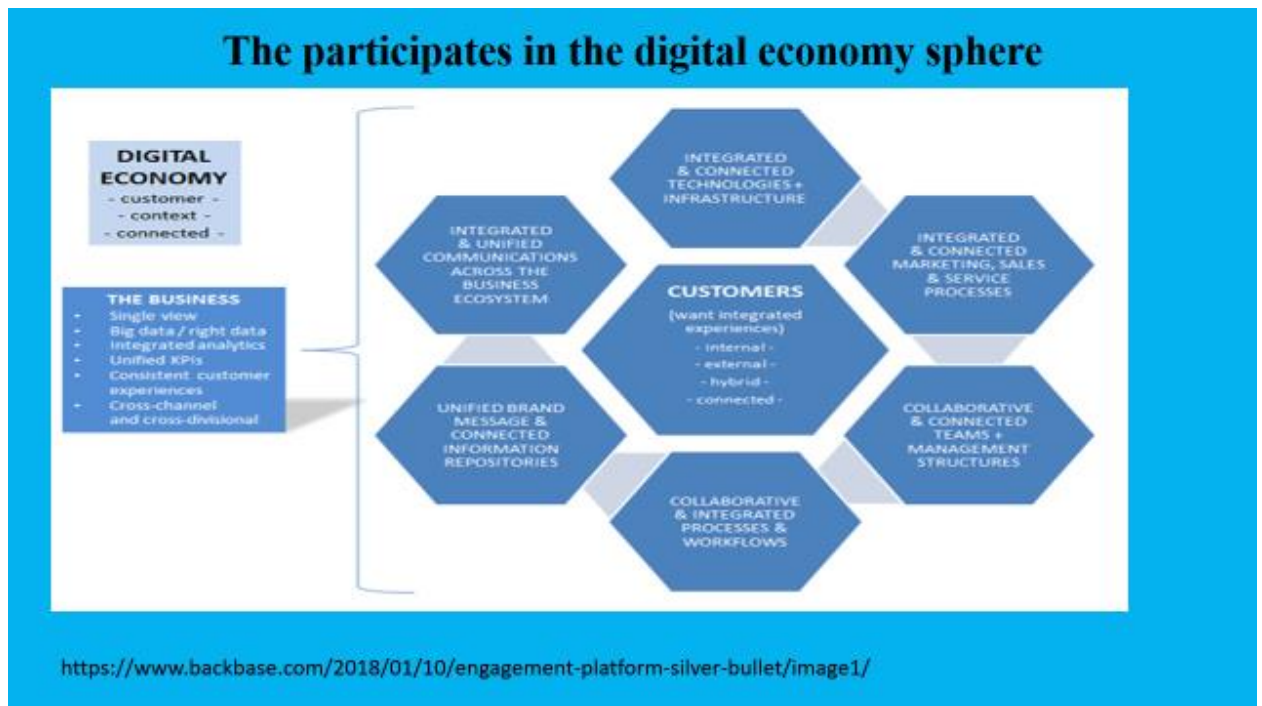 The participates in the digital economy sphere
DIGITAL
ECONOMY
- customer -
- context -
- connected -
THE BUSINESS
• Single view
• Big data / right data
• Integrated analytics
• Unified KPIs
• Consistent customer
experiences
• Cross-channel
and cross-divisional
INTEGRATED
& CONNECTED
TECHNOLOGIES +
INFRASTRUCTURE
INTEGRATED
& CONNECTED
MARKETING, SALES
& SERVICE
PROCESSES
COLLABORATIVE
& CONNECTED
TEAMS +
MANAGEMENT
STRUCTURES
COLLABORATIVE
& INTEGRATED
PROCESSES &
WORKFLOWS
UNIFIED BRAND
MESSAGE &
CONNECTED
INFORMATION
REPOSITORIES
INTEGRATED
& UNIFIED
COMMUNICATIONS
ACROSS THE
BUSINESS
ECOSYSTEM
CUSTOMERS
(want integrated
experiences)
- internal -
- external -
- hybrid -
- connected -
https://www.backbase.com/2018/01/10/engagement-platform-silver-bullet/image1/